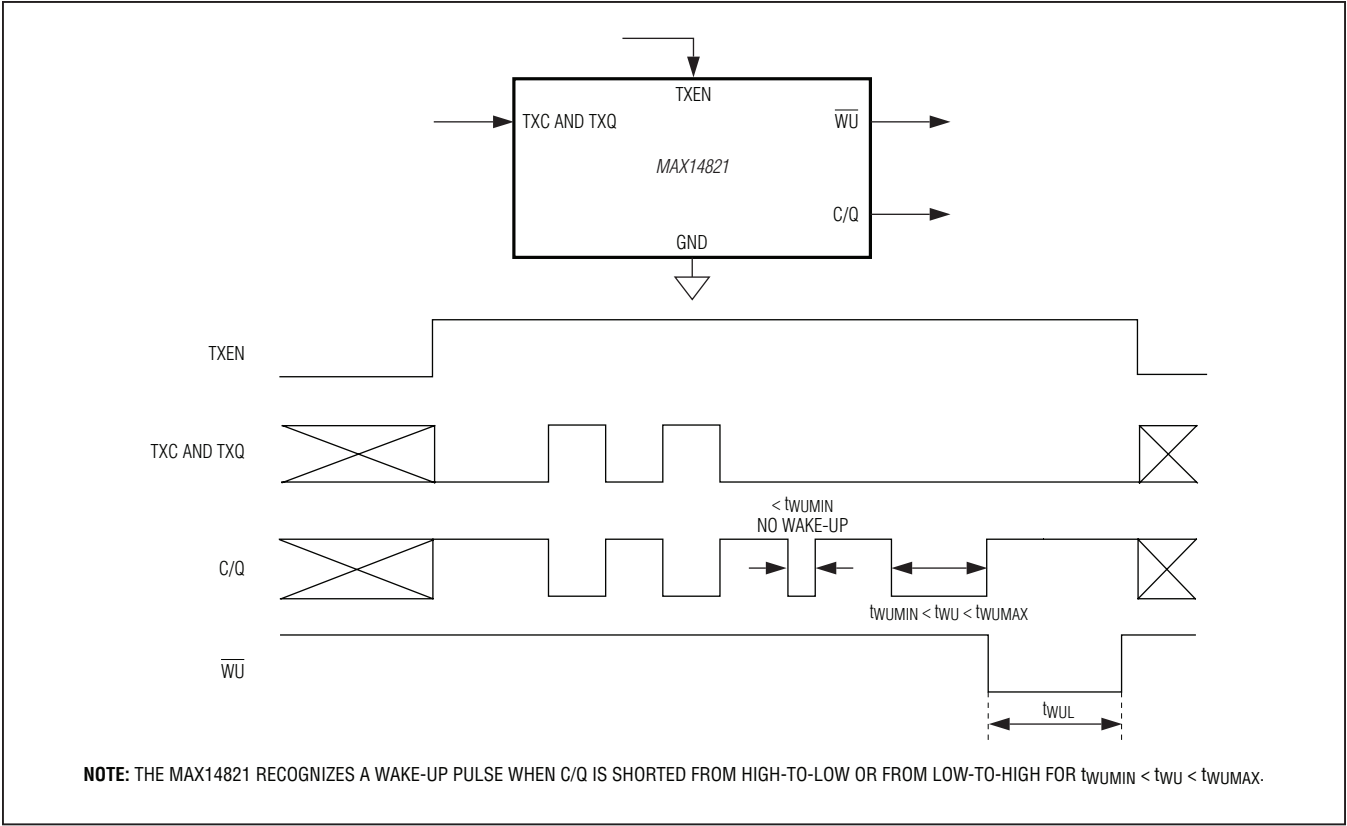 TXEN
TXC AND TXQ
WU
MAX14821
C/Q
GND
TXEN
TXC AND TXQ
< tWUMIN
NO WAKE-UP
C/Q
tWUMIN < tWU < tWUMAX
WU
tWUL
NOTE: THE MAX14821 RECOGNIZES A WAKE-UP PULSE WHEN C/Q IS SHORTED FROM HIGH-TO-LOW OR FROM LOW-TO-HIGH FOR tWUMIN < tWU < tWUMAX.